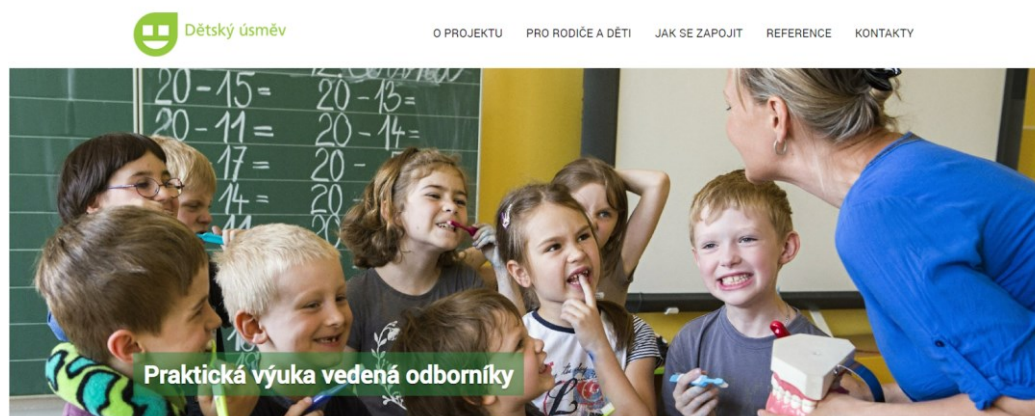 Dětský úsměv
O PROJEKTU PRO RODIČE A DĚTI JAK SE ZAPOJIT REFERENCE KONTAKTY
20-15= 20-13=
20-11= 20-14=
17= 20-
14= 20
Praktická výuka vedená odborníky